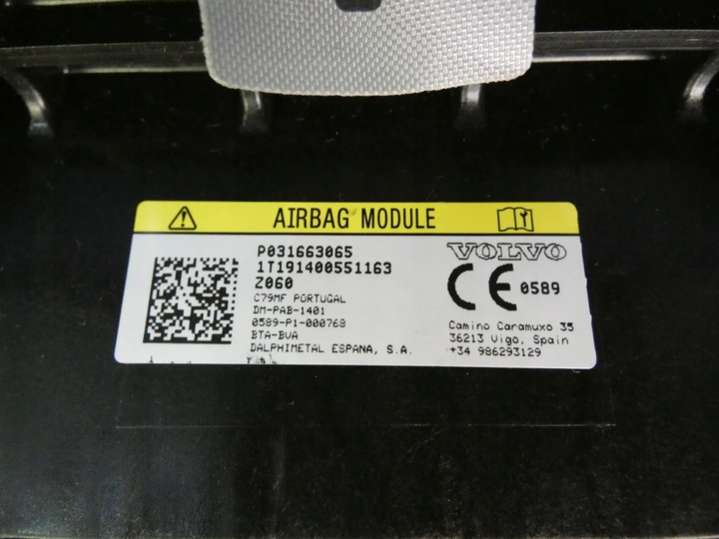 AIRBAG MODULE
P031663065
1T191400551163
Z060
C79MF PORTUGAL
DM-PAB-1401
0589-P1-000768
BTA-BVA
DALPHIMETAL ESPANA, S.A.
VOLVO
CE 0589
Camino Caramuxo 35
36213 Vigo, Spain
+34 986293129